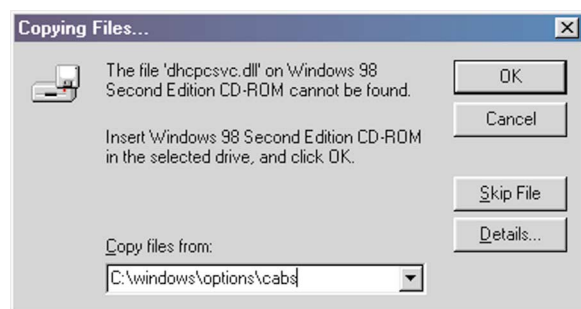 Copying Files...
The file 'dhcpcsvc.dll' on Windows 98
Second Edition CD-ROM cannot be found.
Insert Windows 98 Second Edition CD-ROM
in the selected drive, and click OK.
Copy files from:
C:\windows\options\cabs
OK
Cancel
Skip File
Details...